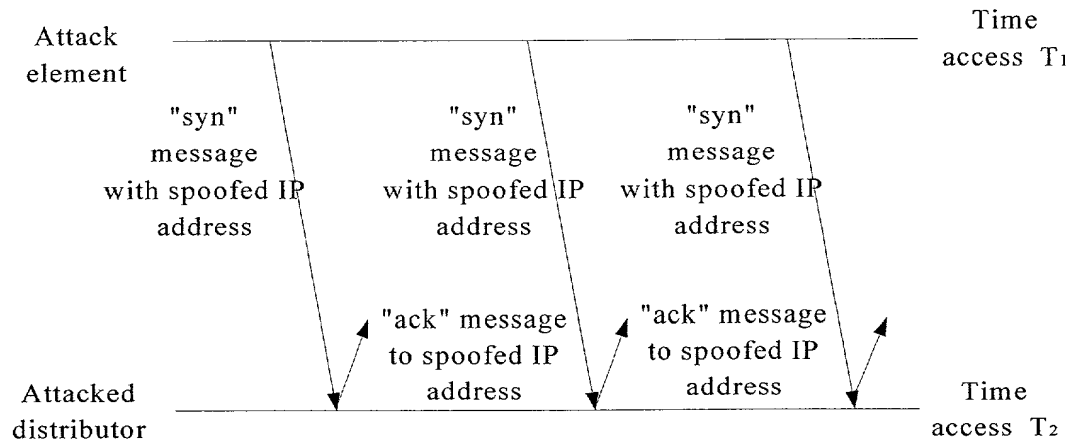 Attack
element
Time
access T₁
"syn"
message
with spoofed IP
address
"syn"
message
with spoofed IP
address
"syn"
message
with spoofed IP
address
"ack" message
to spoofed IP
address
"ack" message
to spoofed IP
address
Attacked
distributor
Time
access T₂